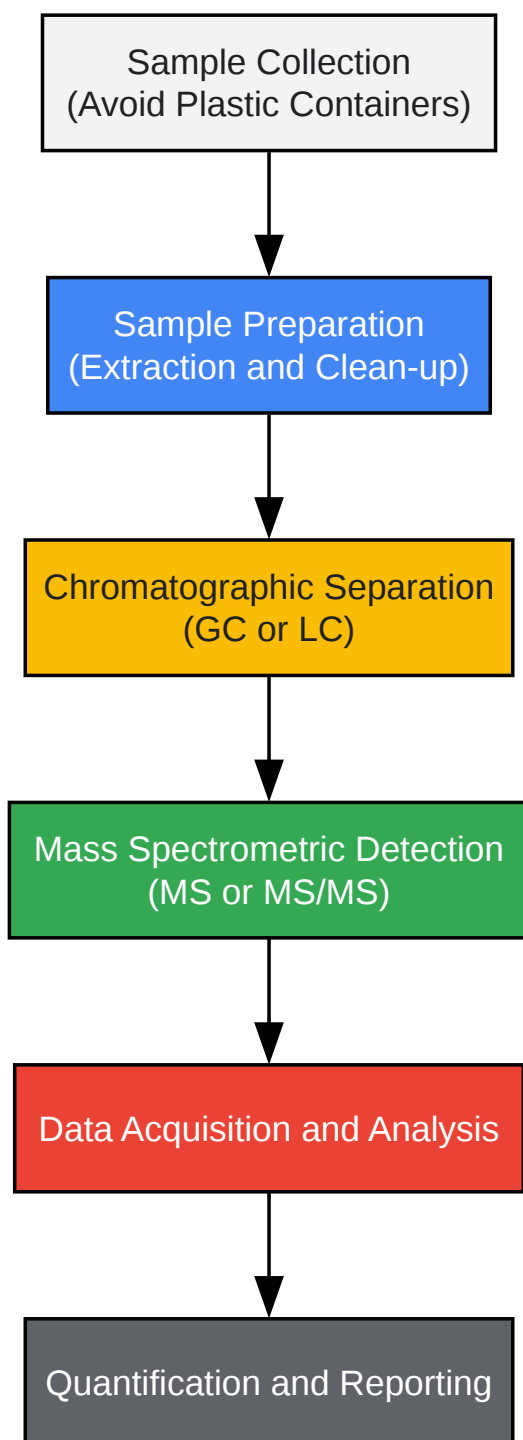 Sample Collection
(Avoid Plastic Containers)
Sample Preparation
(Extraction and Clean-up)
Chromatographic Separation
(GC or LC)
Mass Spectrometric Detection
(MS or MS/MS)
Data Acquisition and Analysis
Quantification and Reporting